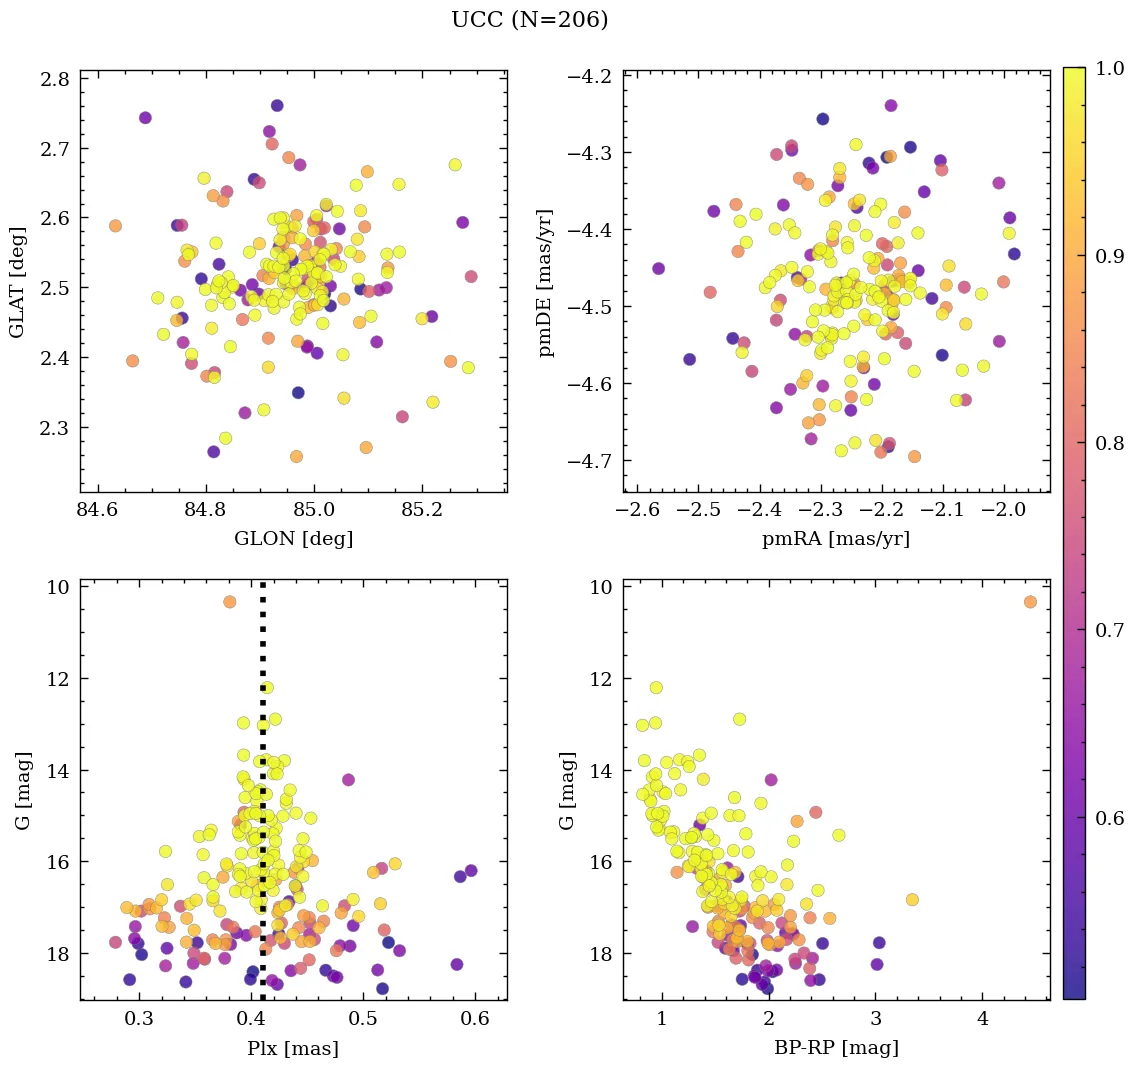 UCC (N=206)
2.8
2.7
2.6
2.5
2.4
2.3
GLAT [deg]
84.6 84.8 85.0 85.2
GLON [deg]
−4.2
−4.3
−4.4
−4.5
−4.6
−4.7
pmDE [mas/yr]
−2.6 −2.5 −2.4 −2.3 −2.2 −2.1 −2.0
pmRA [mas/yr]
1.0
0.9
0.8
0.7
0.6
10
12
14
16
18
G [mag]
0.3 0.4 0.5 0.6
Plx [mas]
10
12
14
16
18
G [mag]
1 2 3 4
BP-RP [mag]